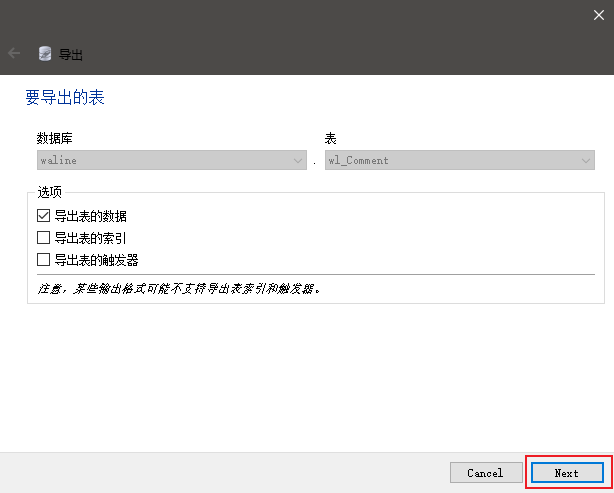 导出
要导出的表
数据库
表
waline
.
wl_Comment
选项
导出表的数据
导出表的索引
导出表的触发器
注意，某些输出格式可能不支持导出表索引和触发器。
Cancel
Next